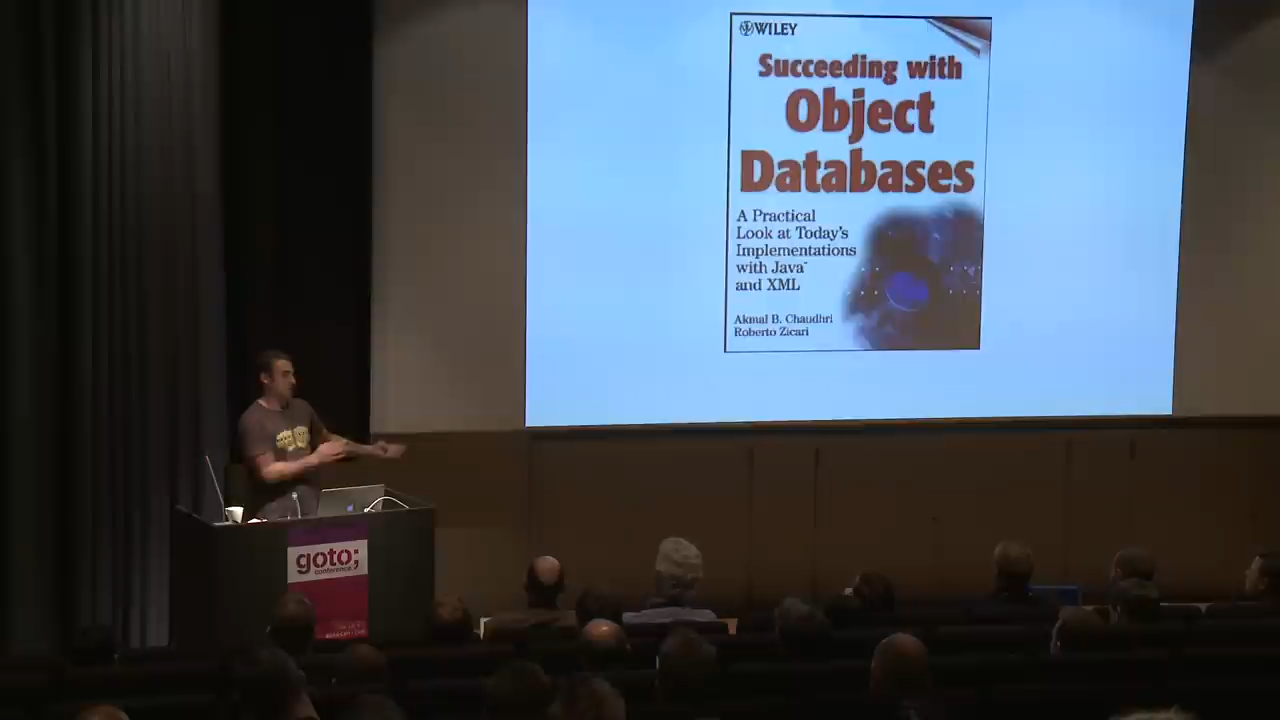 WILEY
Succeeding with
Object
Databases
A Practical
Look at Today's
Implementations
with Java™
and XML
Akmal B. Chaudhri
Roberto Zicari
goto;
conference